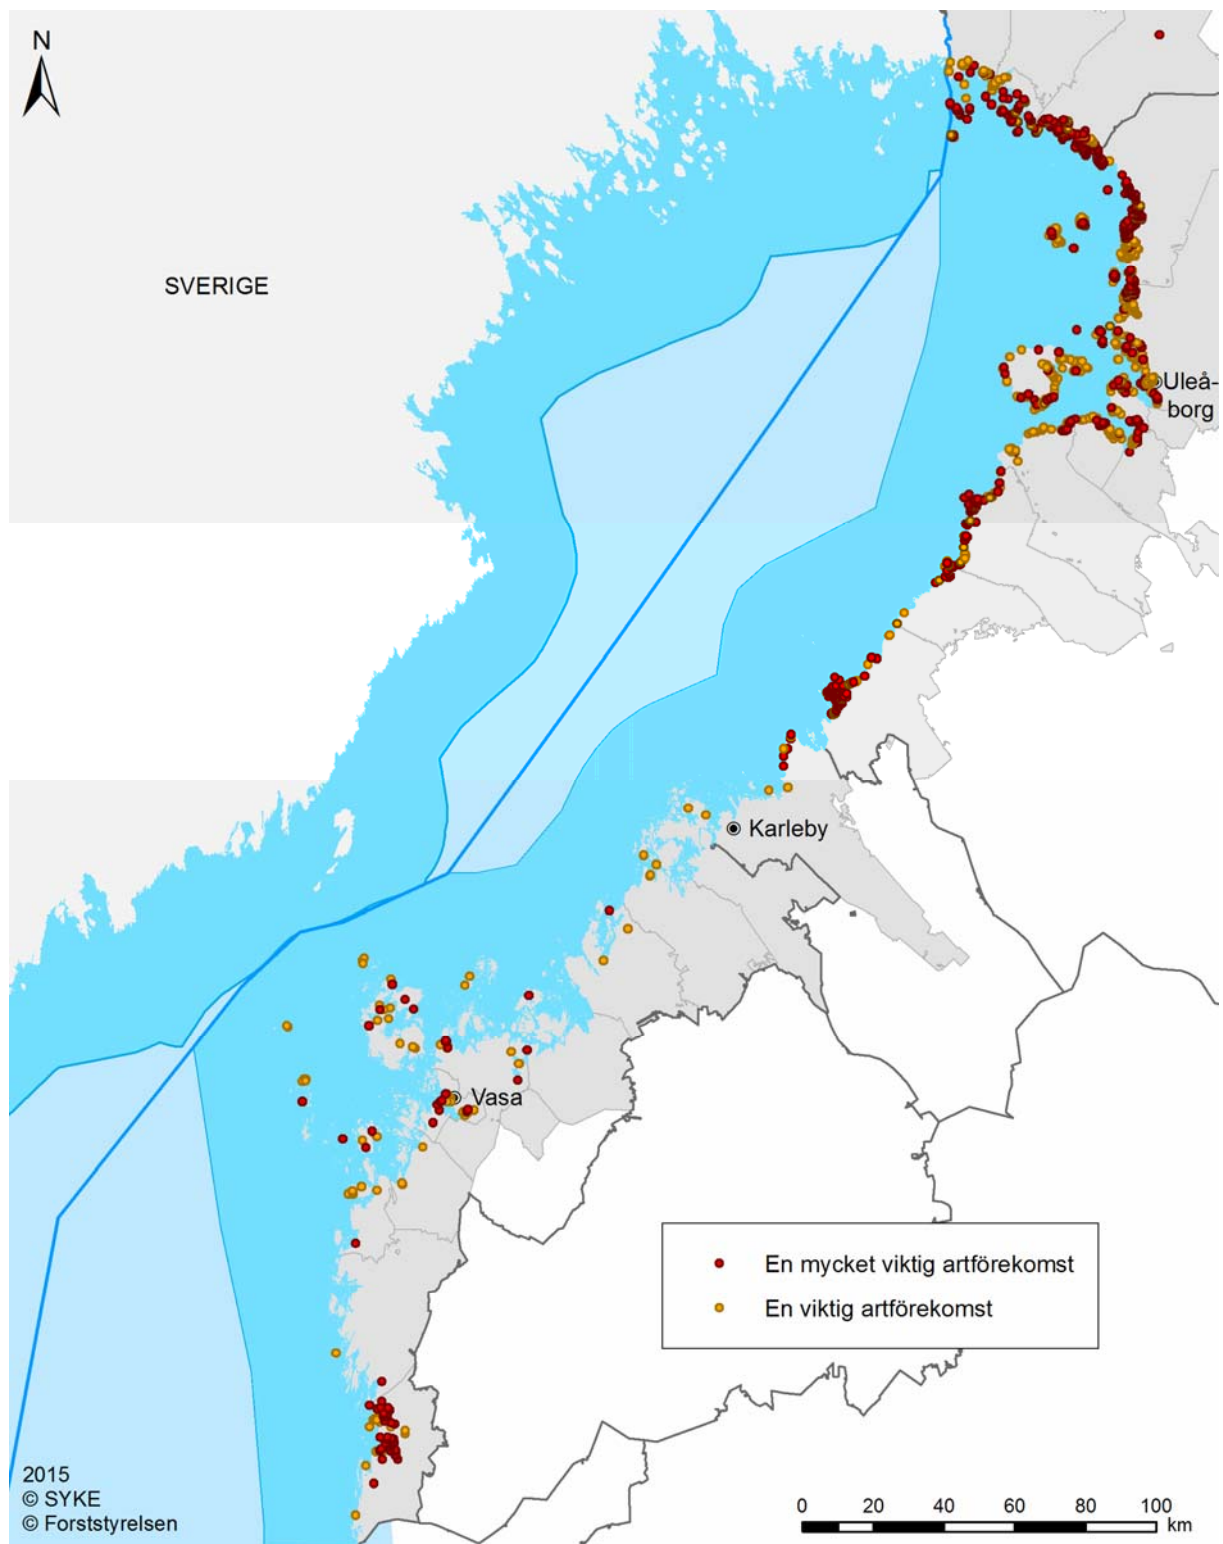 N
SVERIGE
Uleå-
borg
Karleby
Vasa
En mycket viktig artförekomst
En viktig artförekomst
2015
© SYKE
© Forststyrelsen
0 20 40 60 80 100
km